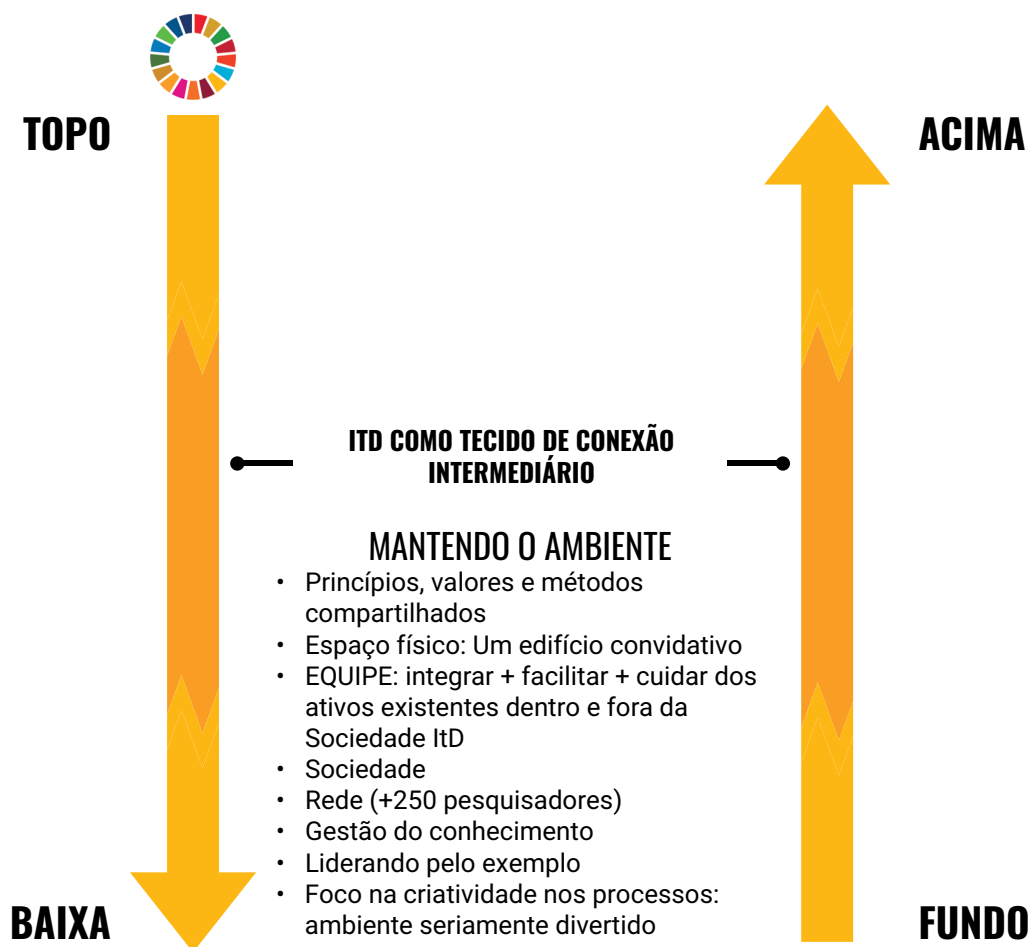 TOPO
ACIMA
ITD COMO TECIDO DE CONEXÃO
INTERMEDIÁRIO
MANTENDO O AMBIENTE
• Princípios, valores e métodos
compartilhados
• Espaço físico: Um edifício convidativo
• EQUIPE: integrar + facilitar + cuidar dos
ativos existentes dentro e fora da
Sociedade ItD
• Sociedade
• Rede (+250 pesquisadores)
• Gestão do conhecimento
• Liderando pelo exemplo
• Foco na criatividade nos processos:
ambiente seriamente divertido
BAIXA
FUNDO